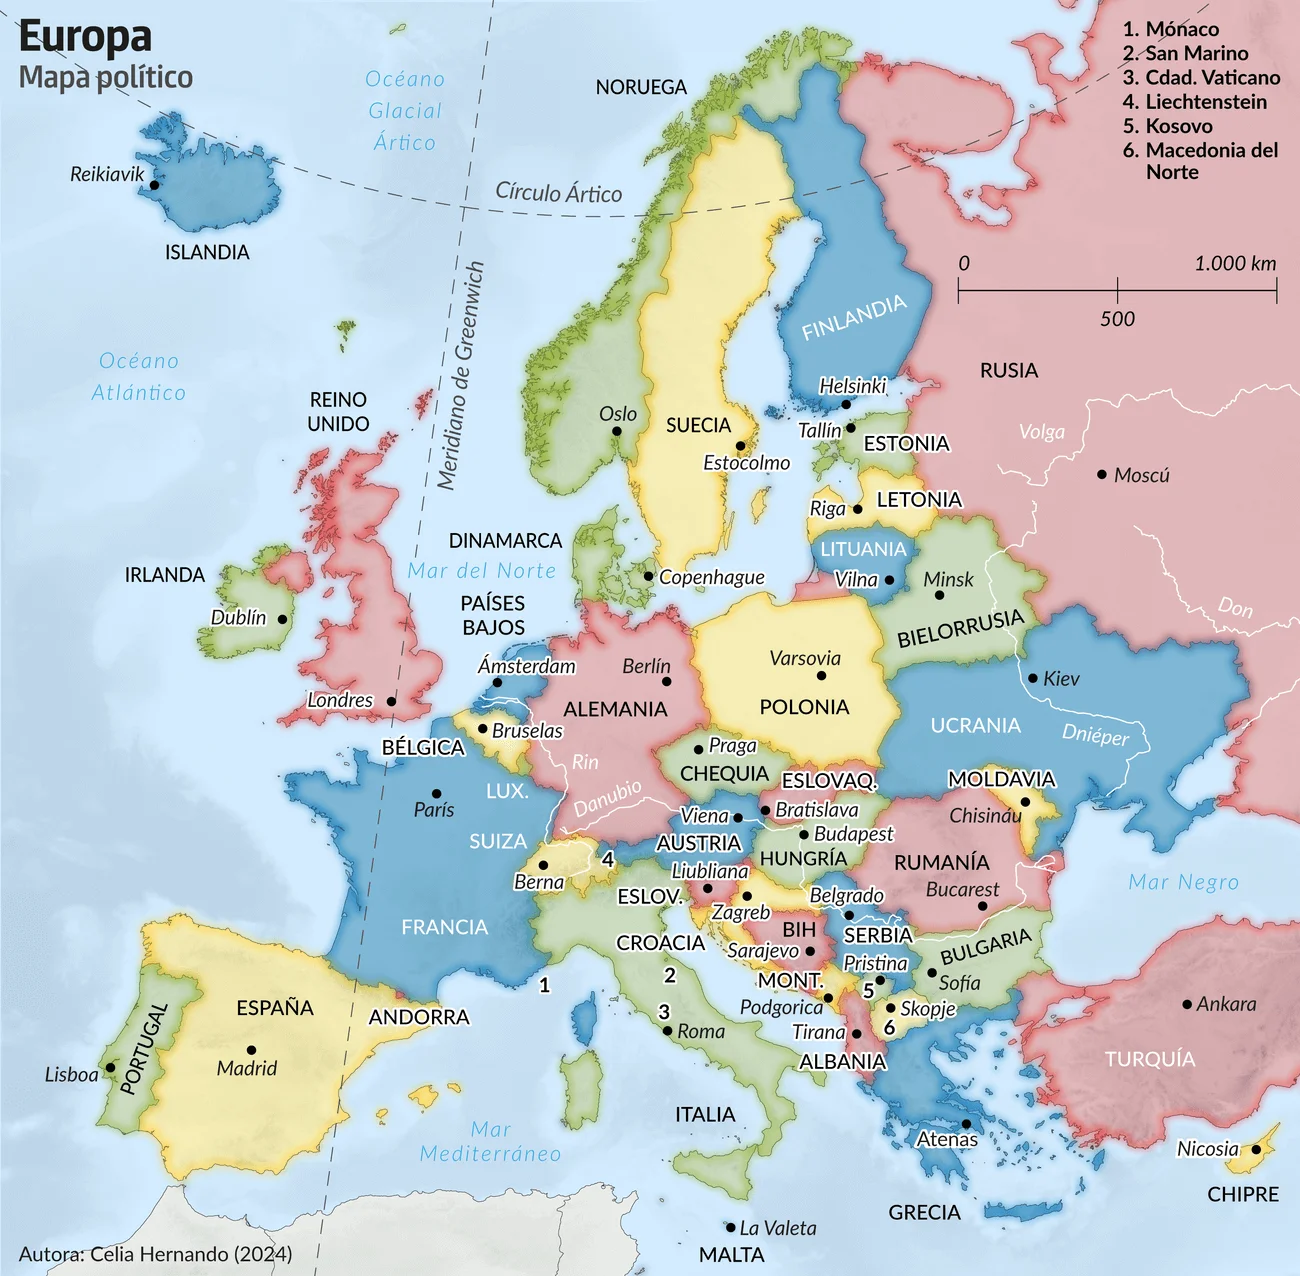 Europa
Mapa político
1. Mónaco
2. San Marino
3. Cdad. Vaticano
4. Liechtenstein
5. Kosovo
6. Macedonia del
Norte
Océano
Glacial
Ártico
NORUEGA
Reikiavik
Círculo Ártico
ISLANDIA
0
1.000 km
500
Meridiano de Greenwich
FINLANDIA
Océano
Atlántico
RUSIA
REINO
UNIDO
Helsinki
Oslo
SUECIA
Tallín
ESTONIA
Volga
Estocolmo
Moscú
Riga
LETONIA
DINAMARCA
LITUANIA
Mar del Norte
IRLANDA
Copenhague
Vilna
Minsk
PAÍSES
BAJOS
Dublín
BIELORRUSIA
Don
Ámsterdam
Berlín
Varsovia
Kiev
Londres
ALEMANIA
POLONIA
UCRANIA
Dniéper
Bruselas
BÉLGICA
Praga
Rin
CHEQUIA
ESLOVAQ.
MOLDAVIA
LUX.
Danubio
París
Viena
Bratislava
Chisináu
SUIZA
AUSTRIA
Budapest
4
HUNGRÍA
RUMANÍA
Berna
Liubliana
Mar Negro
ESLOV.
Belgrado
Bucarest
Zagreb
FRANCIA
BIH
SERBIA
CROACIA
Sarajevo
BULGARIA
Pristina
1
2
MONT.
5
Sofía
ESPAÑA
ANDORRA
3
Podgorica
Skopje
Ankara
PORTUGAL
Roma
Tirana
6
Madrid
ALBANIA
TURQUÍA
Lisboa
ITALIA
Mar
Mediterráneo
Atenas
Nicosia
CHIPRE
GRECIA
La Valeta
MALTA
Autora: Celia Hernando (2024)